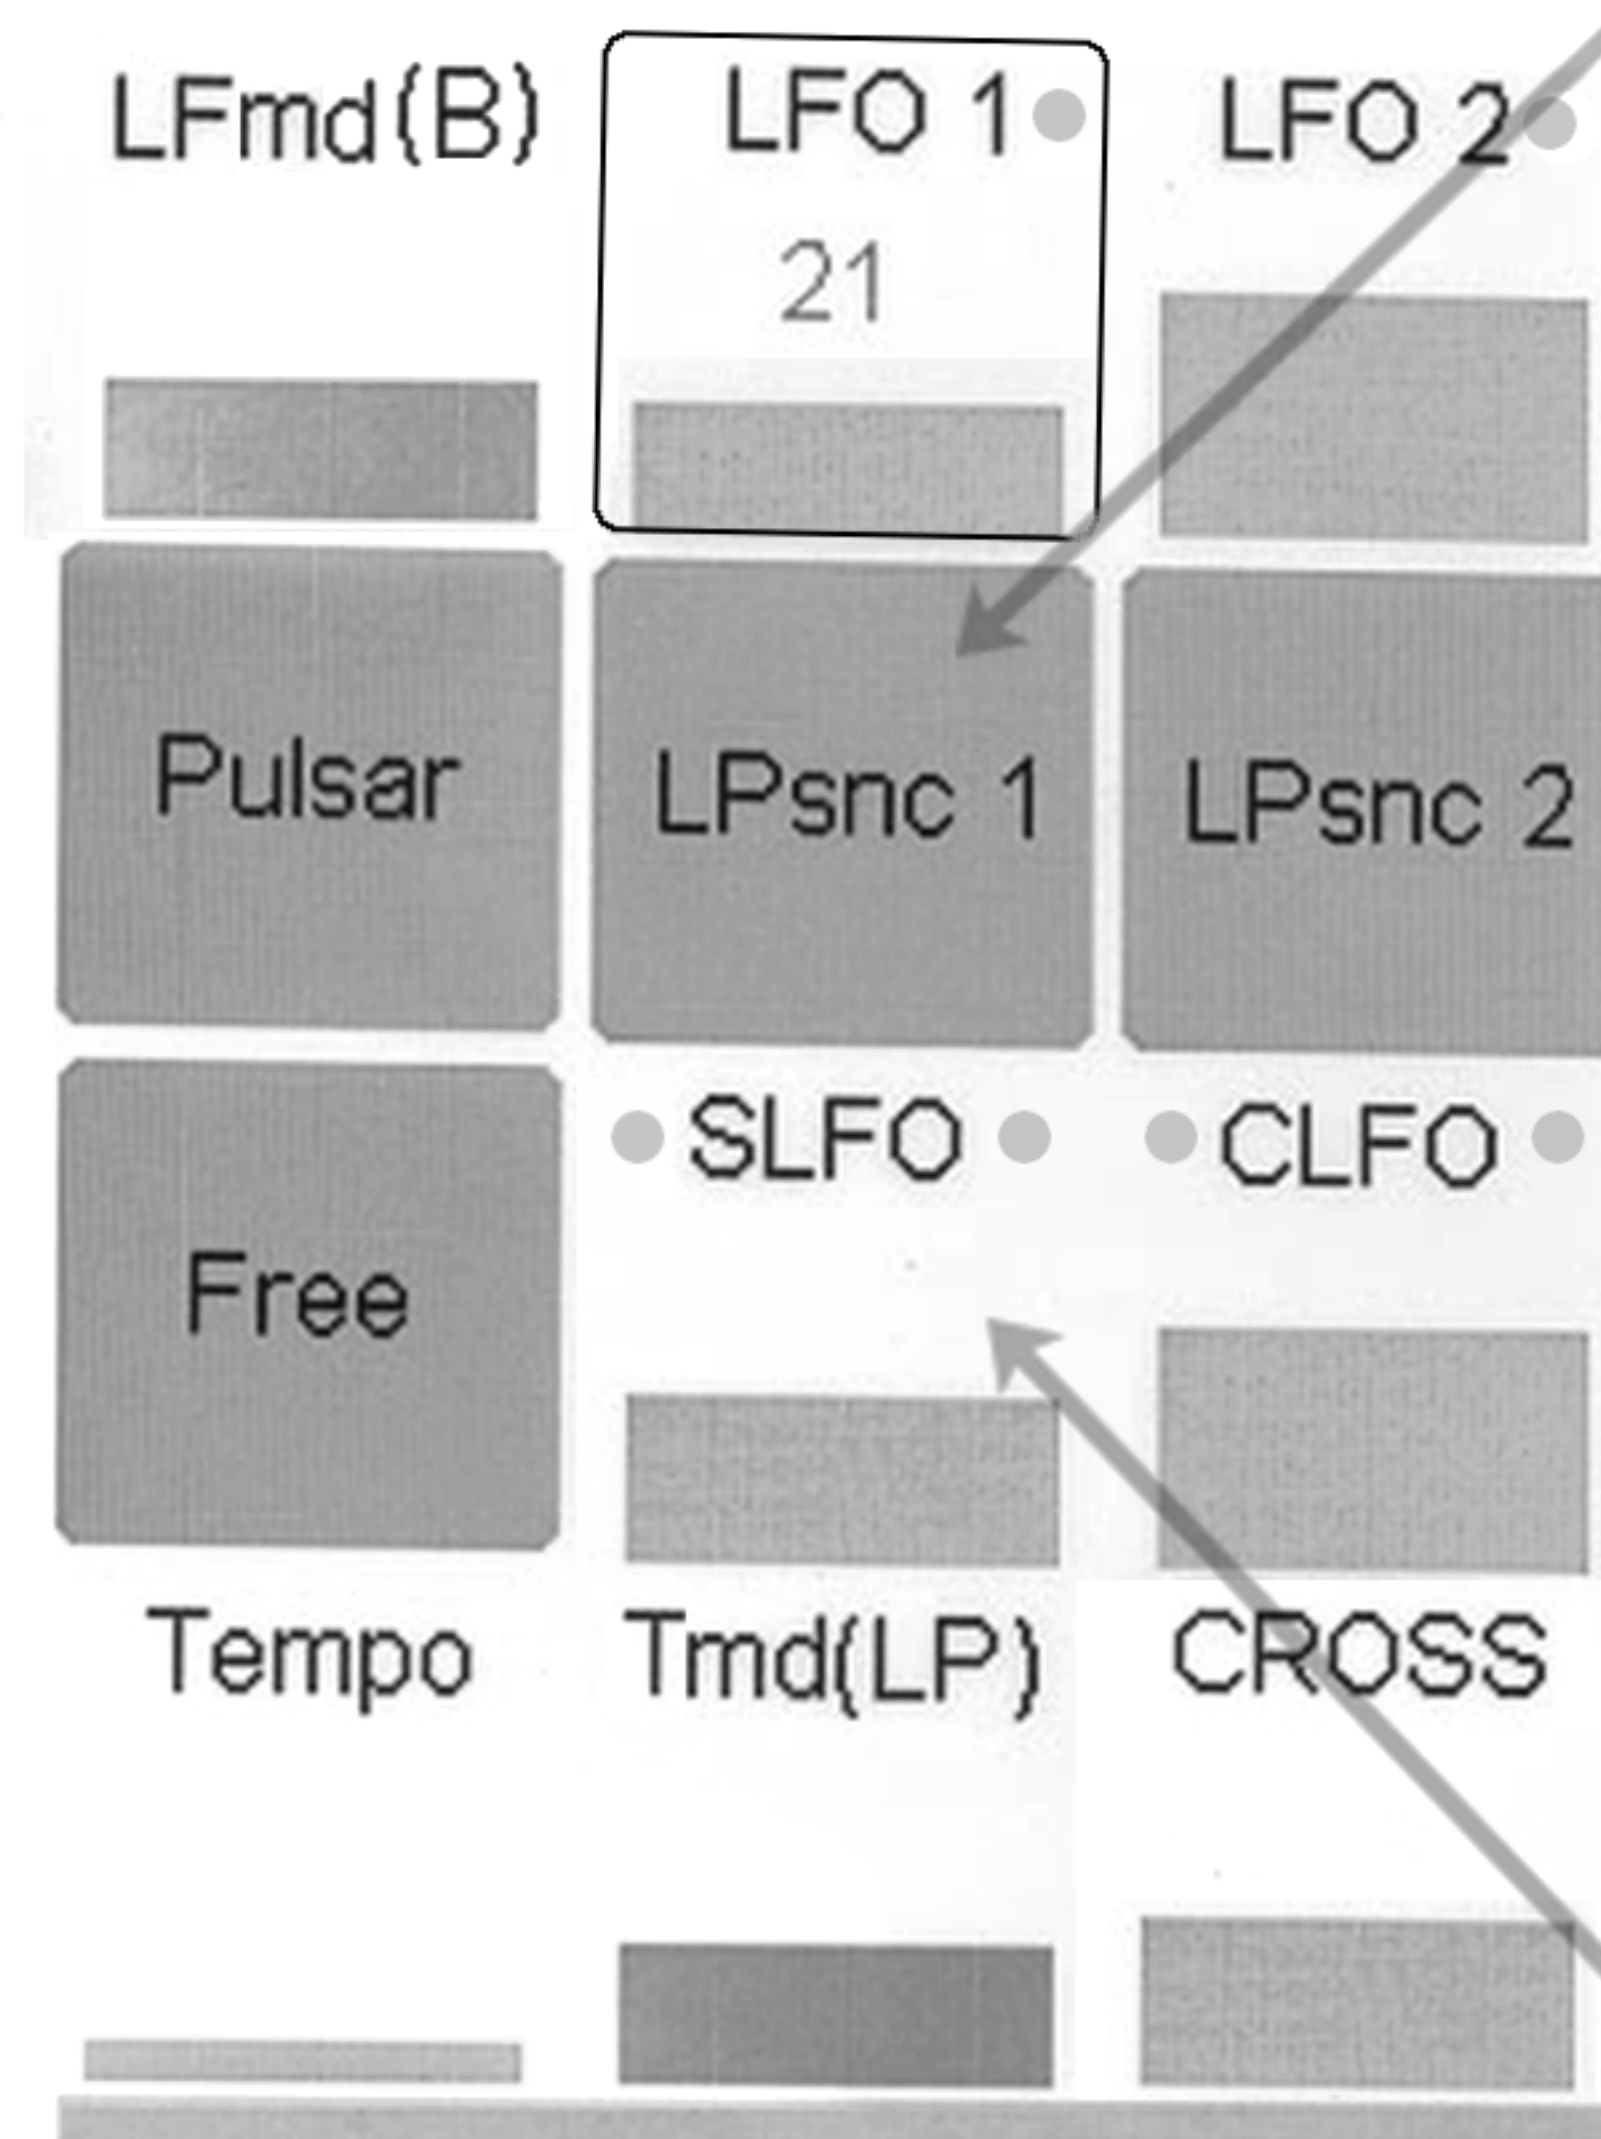 LFmd(B) LFO 1 LFO 2
21
Pulsar LPsnc 1 LPsnc 2
SLFO CLFO
Free
Tempo Tmd(LP) CROSS